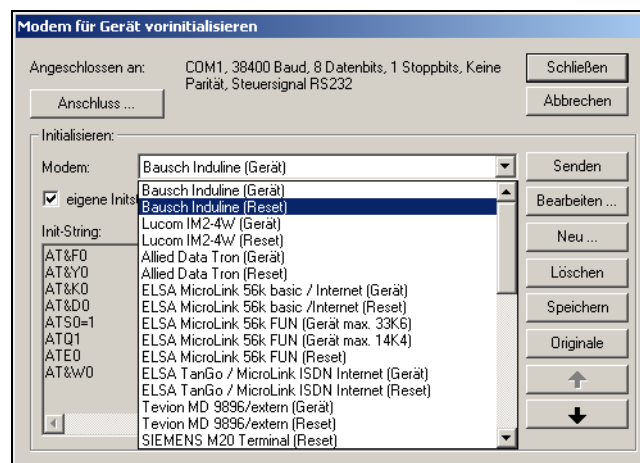 Modem für Gerät vorinitialisieren
Angeschlossen an:
COM1, 38400 Baud, 8 Datenbits, 1 Stoppbits, Keine
Parität, Steuersignal RS232
Schließen
Anschluss ...
Abbrechen
Initialisieren:
Modem:
Bausch Induline (Gerät)
Senden
eigene Inits
Bausch Induline (Gerät)
Bausch Induline (Reset)
Lucom IM2-4W (Gerät)
Lucom IM2-4W (Reset)
Allied Data Tron (Gerät)
Allied Data Tron (Reset)
ELSA MicroLink 56k basic / Internet (Gerät)
ELSA MicroLink 56k basic /Internet (Reset)
ELSA MicroLink 56k FUN (Gerät max. 33K6)
ELSA MicroLink 56k FUN (Gerät max. 14K4)
ELSA MicroLink 56k FUN (Reset)
ELSA TanGo / MicroLink ISDN Internet (Gerät)
ELSA TanGo / MicroLink ISDN Internet (Reset)
Tevion MD 9896/extern (Gerät)
Tevion MD 9896/extern (Reset)
SIEMENS M20 Terminal (Reset)
Bearbeiten ...
Neu ...
Löschen
Speichern
Originale
Init-String:
AT&F0
AT&Y0
AT&K0
AT&D0
ATS0=1
ATQ1
ATE0
AT&W0